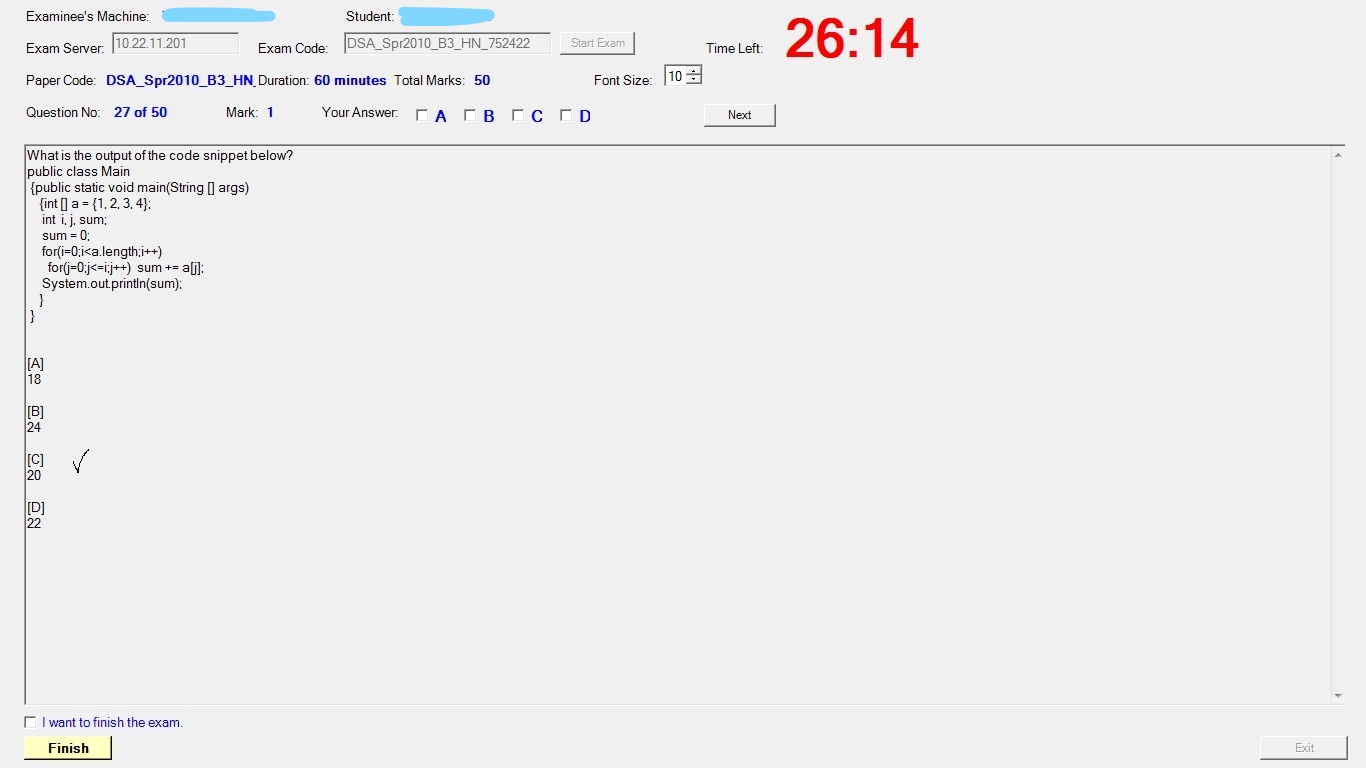 Examinee's Machine: Student:
Exam Server: 10.22.11.201 Exam Code: DSA_Spr2010_B3_HN_752422 Start Exam Time Left: 26:14
Paper Code: DSA_Spr2010_B3_HN_ Duration: 60 minutes Total Marks: 50 Font Size: 10
Question No: 27 of 50 Mark: 1 Your Answer: A B C D Next
What is the output of the code snippet below?
public class Main
{public static void main(String [] args)
{int [] a = {1, 2, 3, 4};
int i, j, sum;
sum = 0;
for(i=0;i<a.length;i++)
for(j=0;j<=i;j++) sum += a[j];
System.out.println(sum);
}
}
[A]
18
[B]
24
[C]
20
[D]
22
I want to finish the exam.
Finish Exit